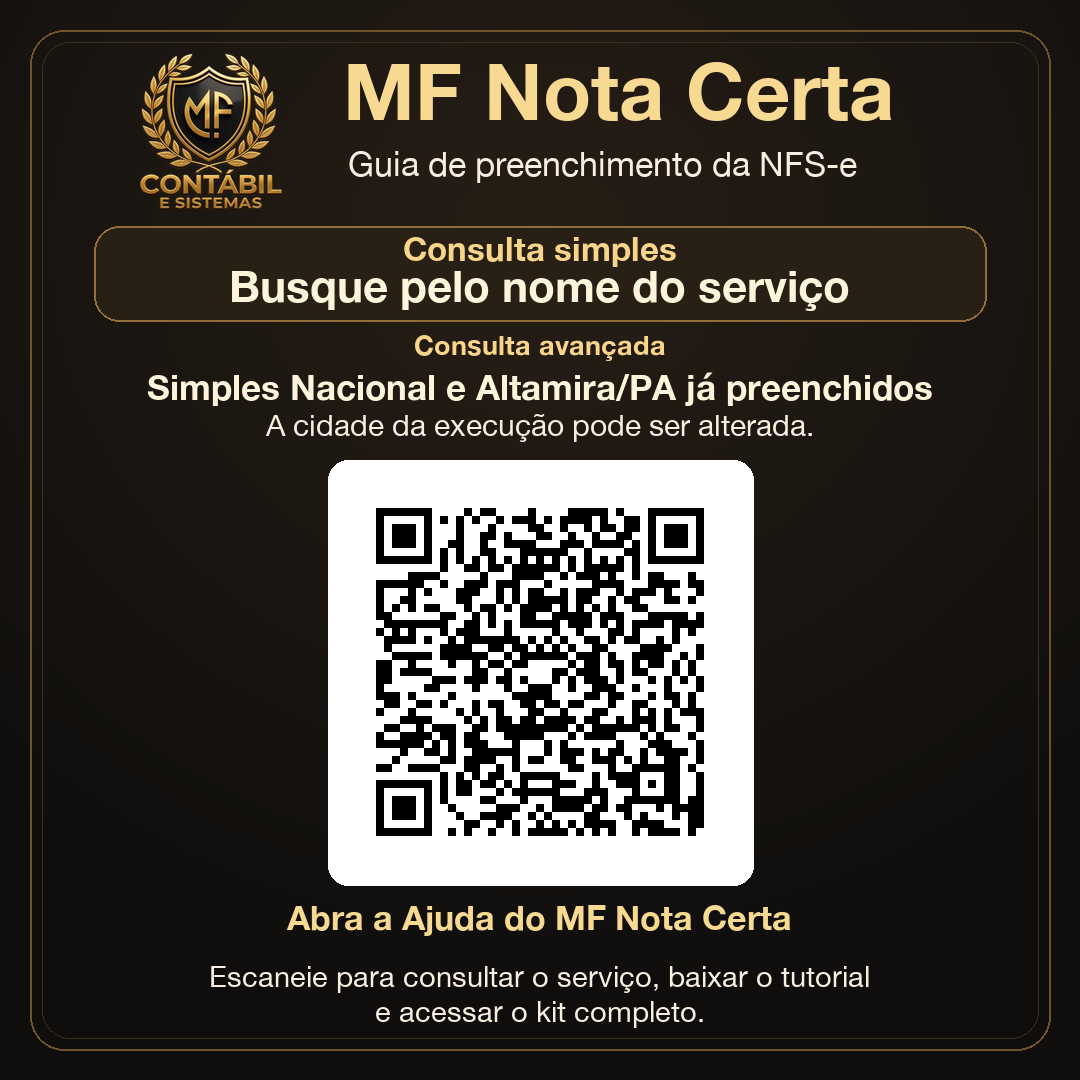 MF
CONTÁBIL
E SISTEMAS
MF Nota Certa
Guia de preenchimento da NFS-e
Consulta simples
Busque pelo nome do serviço
Consulta avançada
Simples Nacional e Altamira/PA já preenchidos
A cidade da execução pode ser alterada.
Abra a Ajuda do MF Nota Certa
Escaneie para consultar o serviço, baixar o tutorial
e acessar o kit completo.